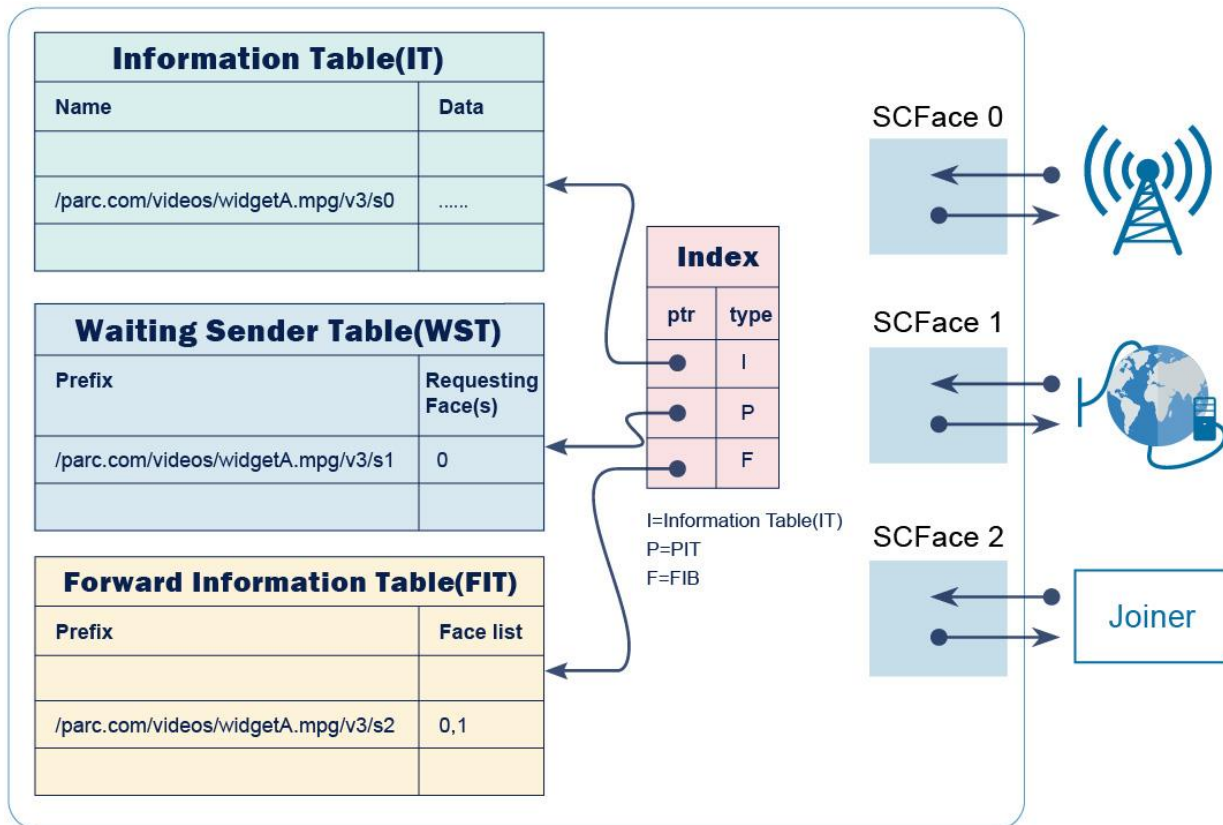 Information Table(IT)
Name Data
/parc.com/videos/widgetA.mpg/v3/s0 ......
Waiting Sender Table(WST)
Prefix Requesting
Face(s)
/parc.com/videos/widgetA.mpg/v3/s1 0
Forward Information Table(FIT)
Prefix Face list
/parc.com/videos/widgetA.mpg/v3/s2 0,1
Index
ptr type
I
P
F
I=Information Table(IT)
P=PIT
F=FIB
SCFace 0
SCFace 1
SCFace 2
Joiner